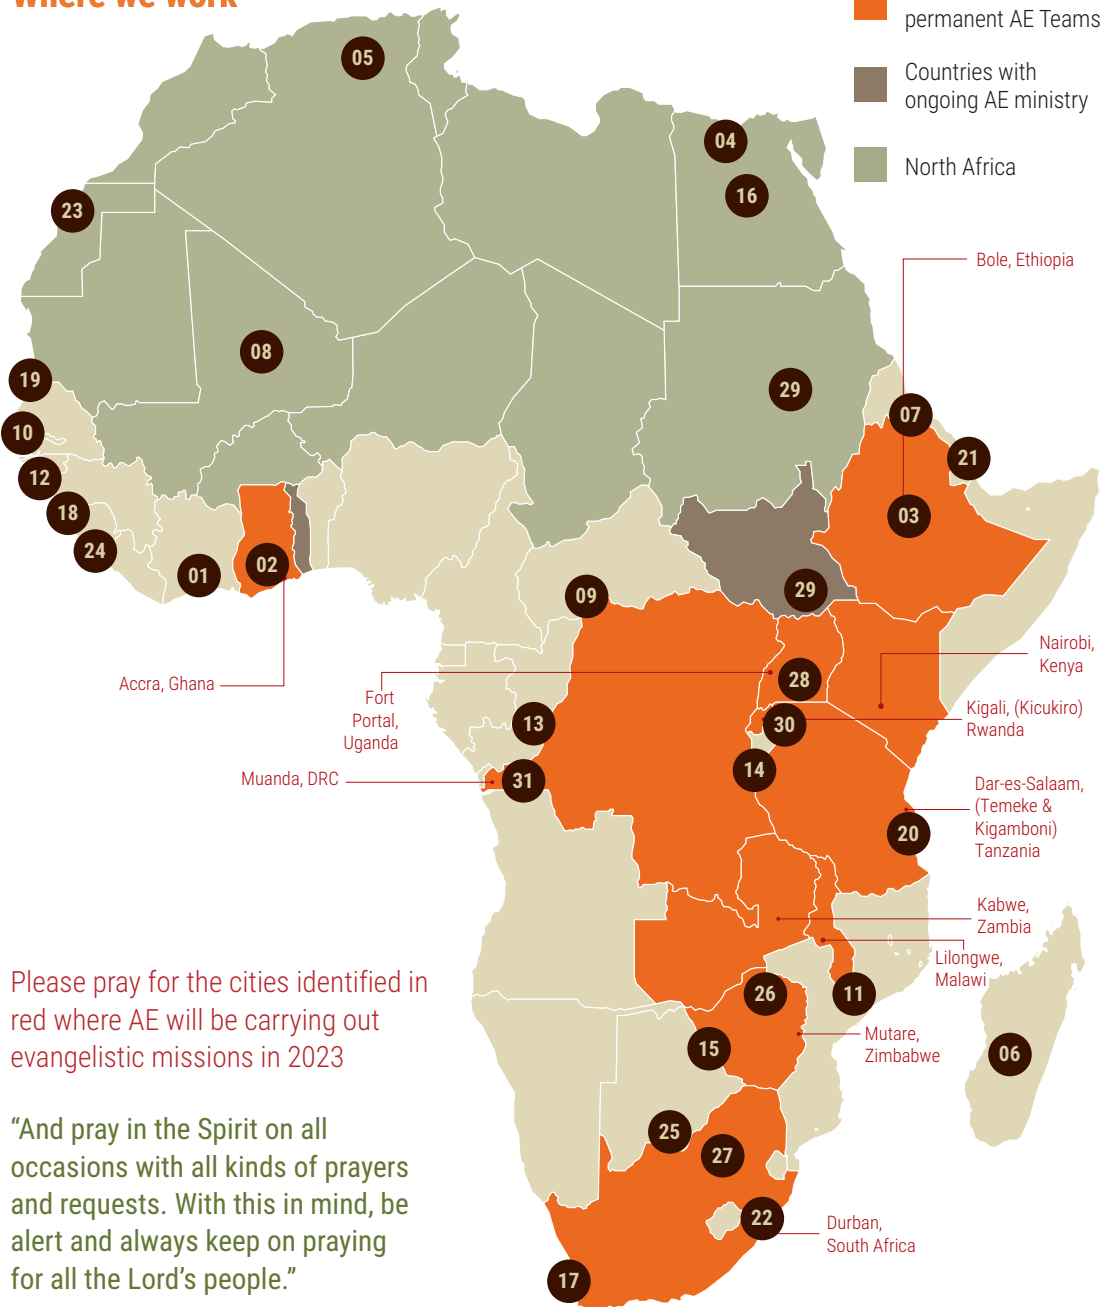 Where we work
permanent AE Teams
Countries with
ongoing AE ministry
North Africa
05
04
16
23
Bole, Ethiopia
08
19
29
07
10
21
12
18
03
24
01
02
09
29
Accra, Ghana
Fort
Portal,
Uganda
28
Nairobi,
Kenya
13
30
Kigali, (Kicukiro)
Rwanda
Muanda, DRC
31
14
Dar-es-Salaam,
(Temeke &
Kigamboni)
Tanzania
20
Kabwe,
Zambia
Lilongwe,
Malawi
26
11
15
Mutare,
Zimbabwe
06
25
27
22
Durban,
South Africa
17
Please pray for the cities identified in
red where AE will be carrying out
evangelistic missions in 2023
“And pray in the Spirit on all
occasions with all kinds of prayers
and requests. With this in mind, be
alert and always keep on praying
for all the Lord’s people.”